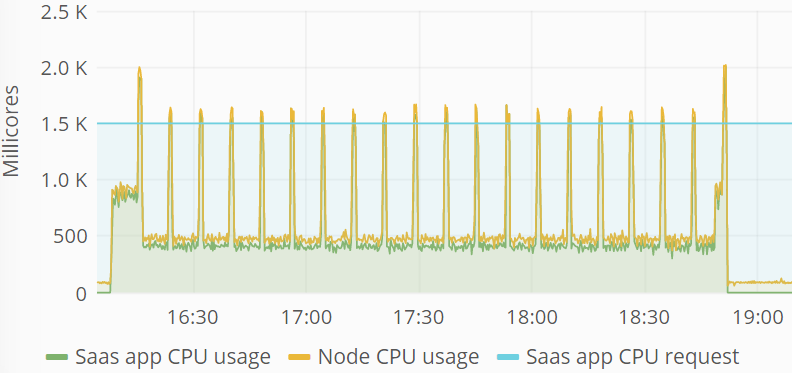 2.5 K
2.0 K
1.5 K
1.0 K
500
0
Millicores
16:30 17:00 17:30 18:00 18:30 19:00
Saas app CPU usage Node CPU usage Saas app CPU request